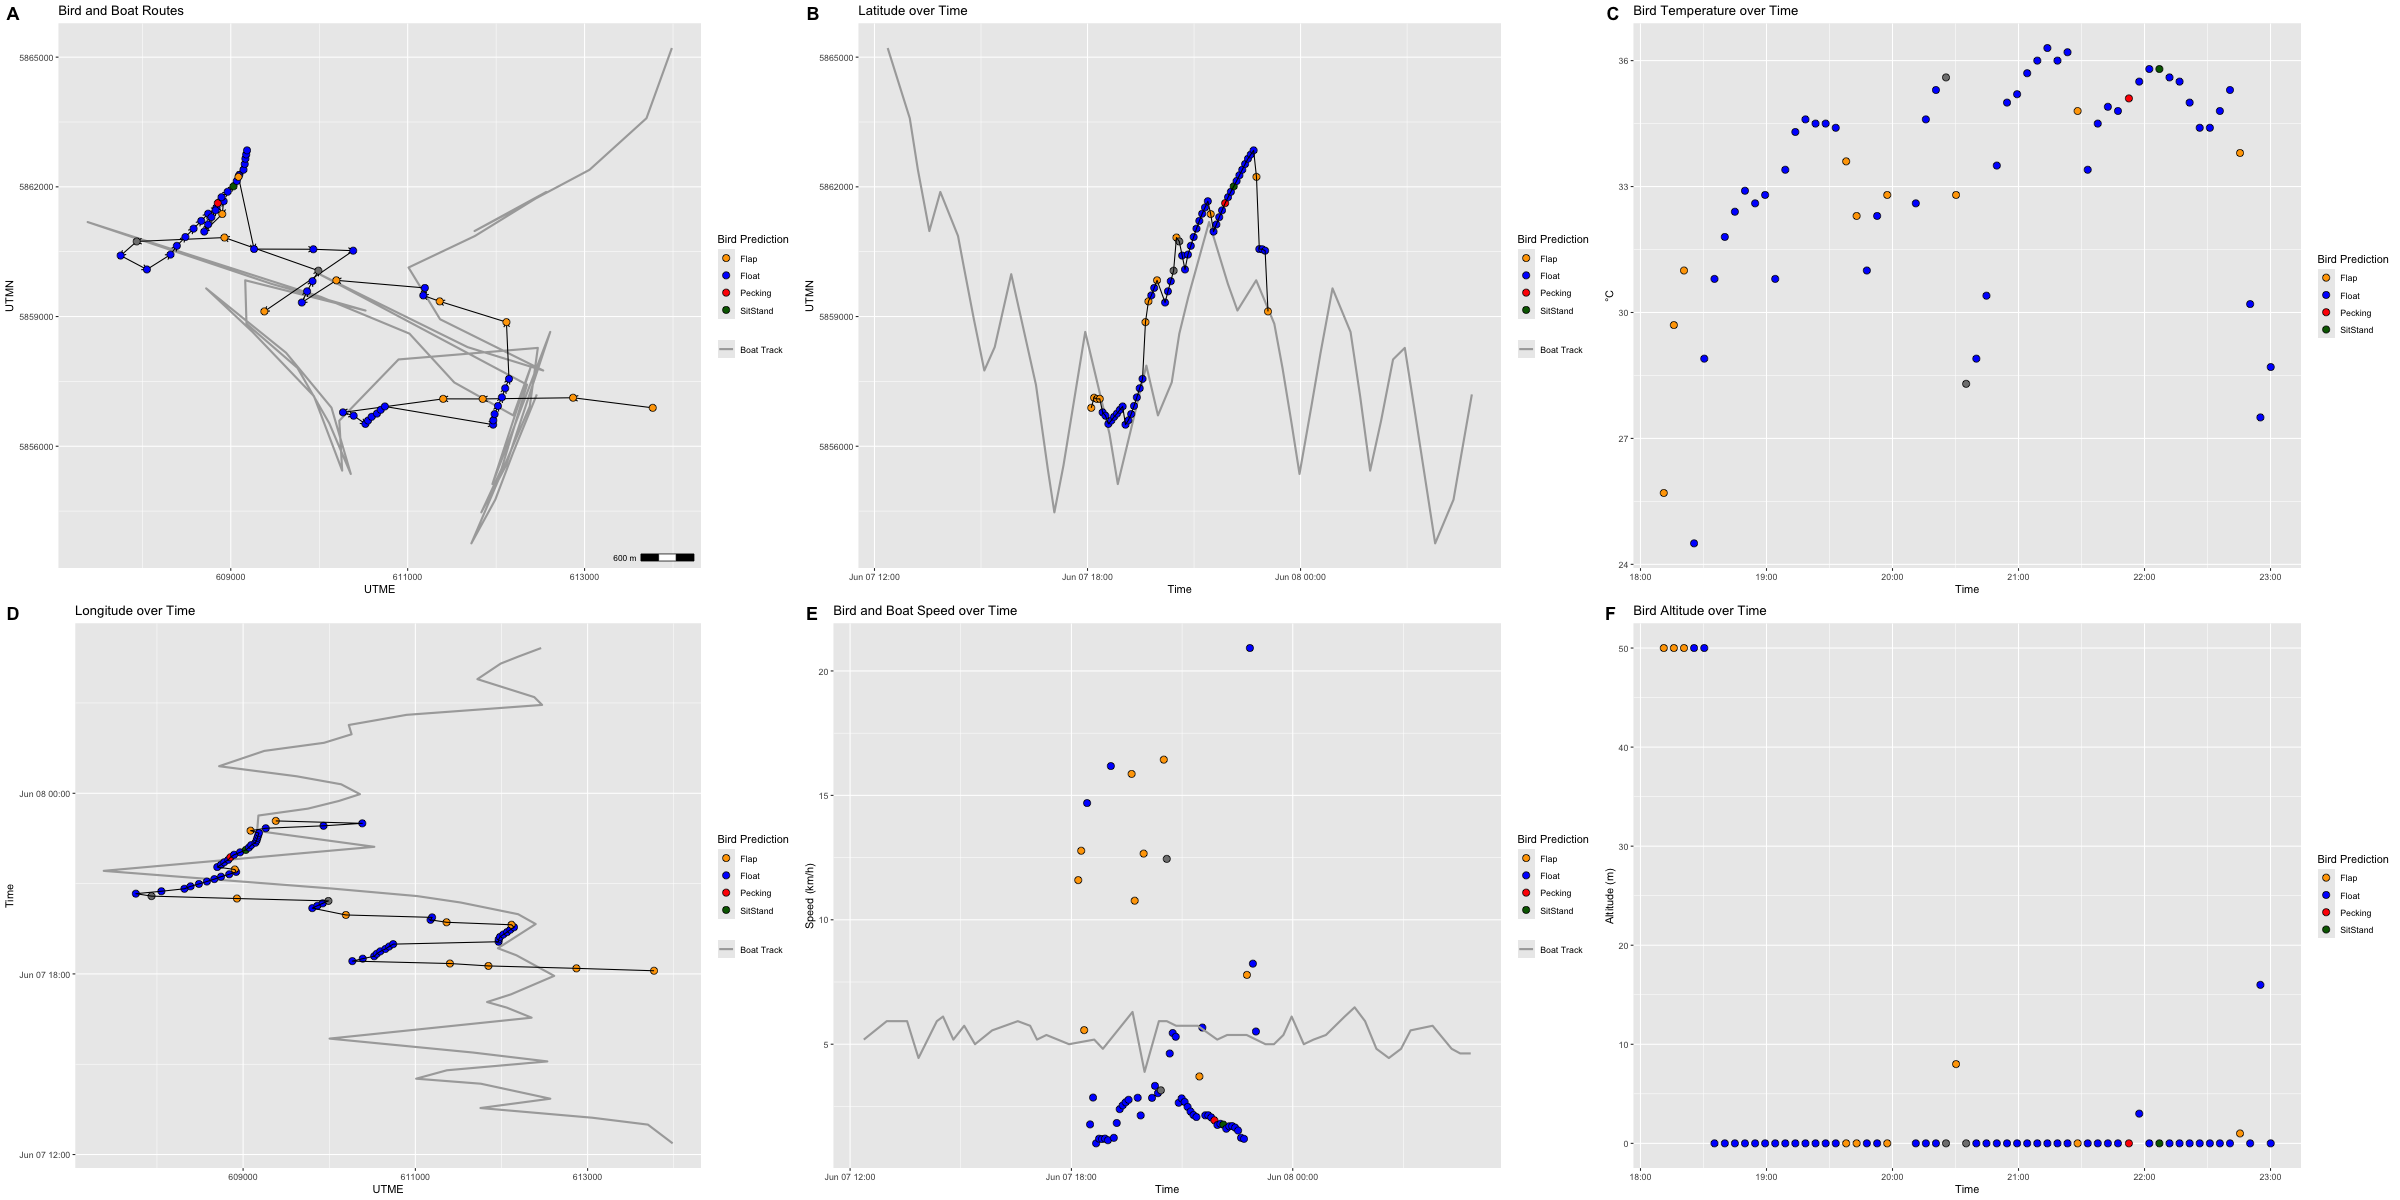 A
Bird and Boat Routes
5865000
5862000
5859000
5856000
UTMN
609000
611000
613000
UTME
600 m
Bird Prediction
Flap
Float
Pecking
SitStand
Boat Track
B
Latitude over Time
5865000
5862000
5859000
5856000
UTMN
Jun 07 12:00
Jun 07 18:00
Jun 08 00:00
Time
Bird Prediction
Flap
Float
Pecking
SitStand
Boat Track
C
Bird Temperature over Time
36
33
30
27
24
°C
18:00
19:00
20:00
21:00
22:00
23:00
Time
Bird Prediction
Flap
Float
Pecking
SitStand
D
Longitude over Time
Jun 08 00:00
Jun 07 18:00
Jun 07 12:00
Time
609000
611000
613000
UTME
Bird Prediction
Flap
Float
Pecking
SitStand
Boat Track
E
Bird and Boat Speed over Time
20
15
10
5
Speed (km/h)
Jun 07 12:00
Jun 07 18:00
Jun 08 00:00
Time
Bird Prediction
Flap
Float
Pecking
SitStand
Boat Track
F
Bird Altitude over Time
50
40
30
20
10
0
Altitude (m)
18:00
19:00
20:00
21:00
22:00
23:00
Time
Bird Prediction
Flap
Float
Pecking
SitStand